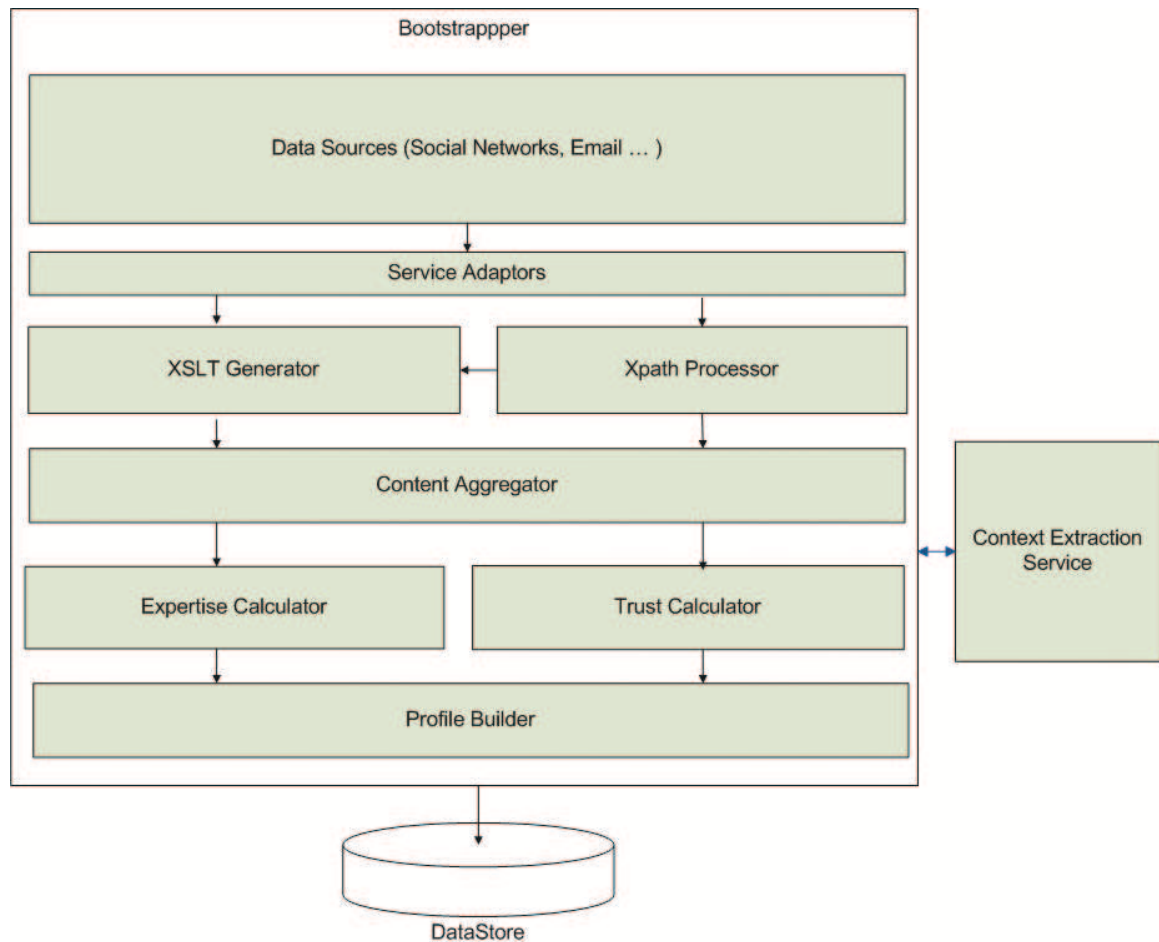 Bootstrappper
Data Sources (Social Networks, Email … )
Service Adaptors
XSLT Generator
Xpath Processor
Content Aggregator
Context Extraction
Service
Expertise Calculator
Trust Calculator
Profile Builder
DataStore